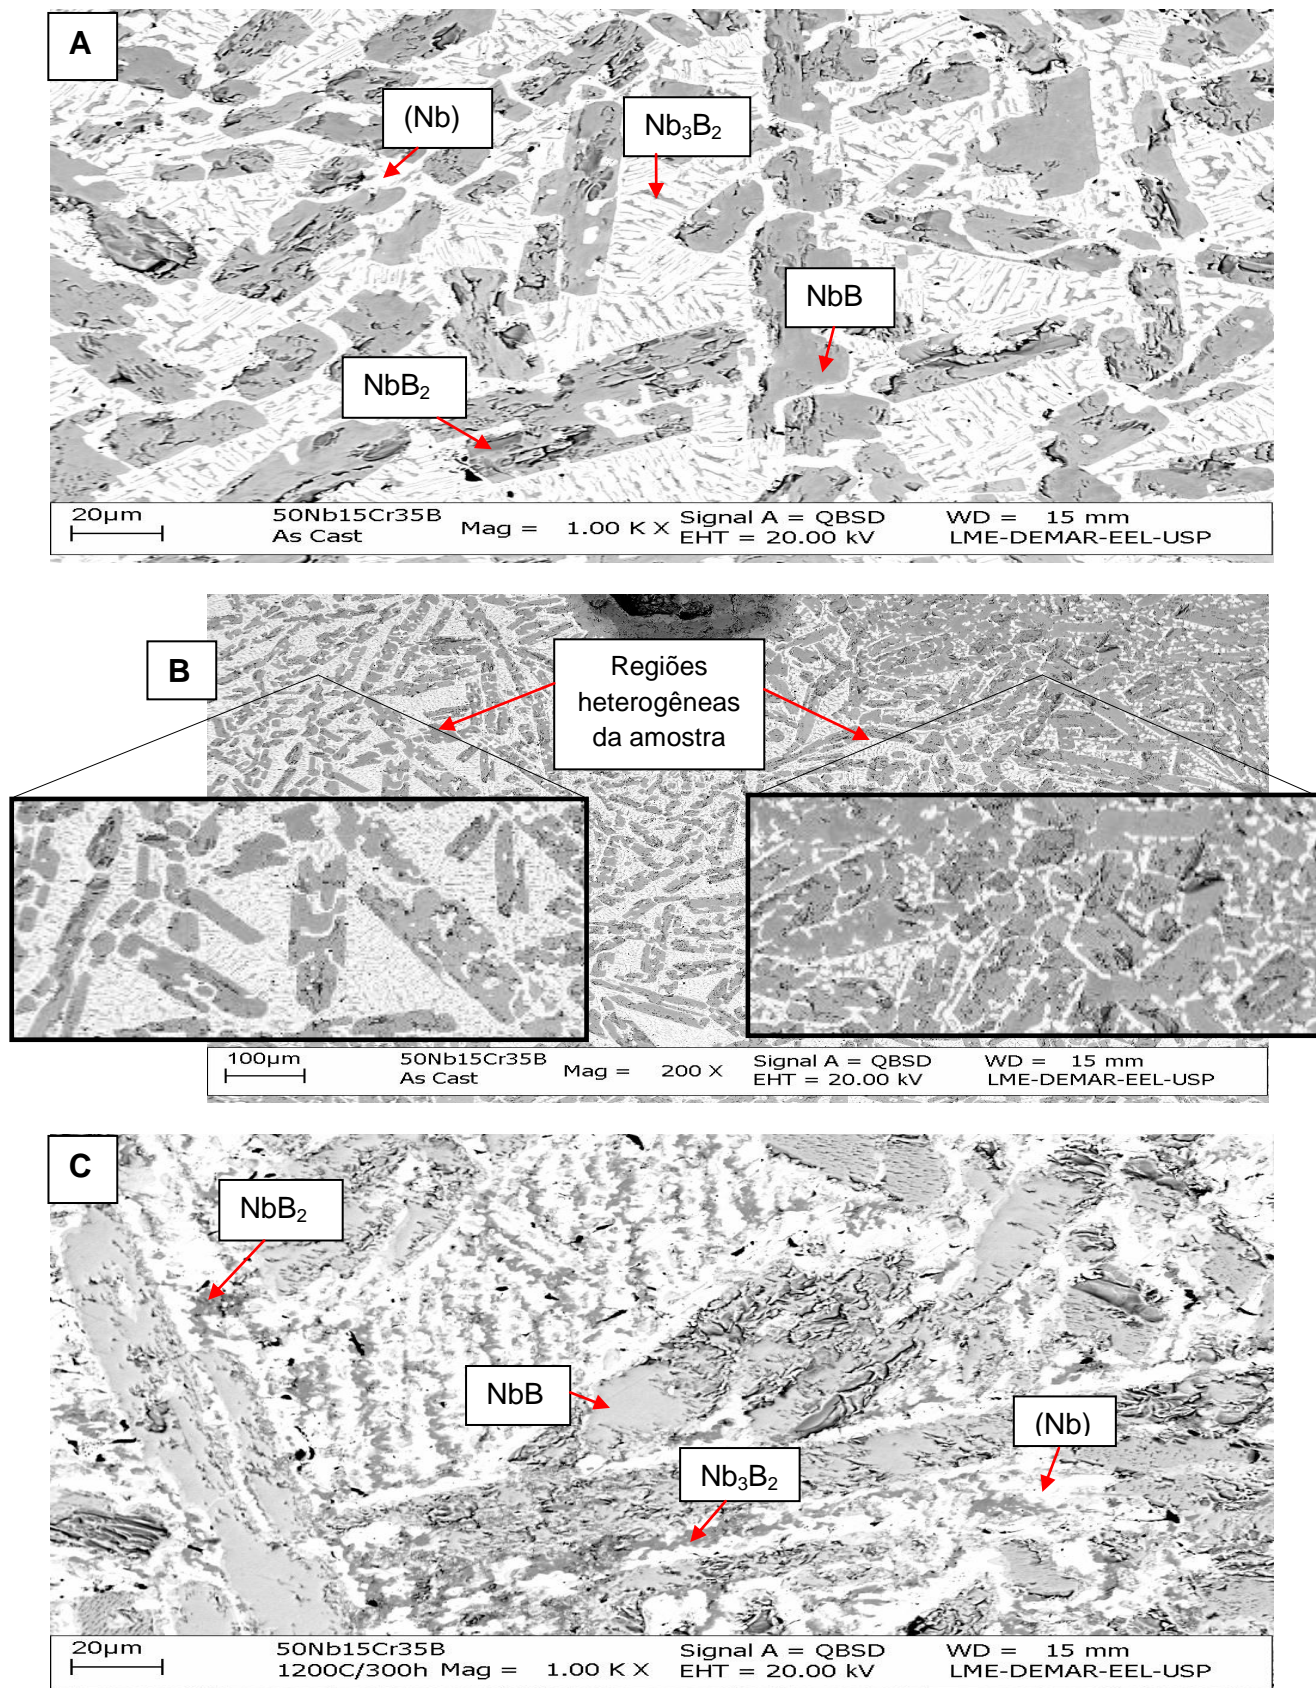 A
(Nb)
Nb₃B₂
NbB
NbB₂
20µm
50Nb15Cr35B
As Cast
Mag = 1.00 K X
Signal A = QBSD
EHT = 20.00 kV
WD = 15 mm
LME-DEMAR-EEL-USP
B
Regiões
heterogêneas
da amostra
100µm
50Nb15Cr35B
As Cast
Mag = 200 X
Signal A = QBSD
EHT = 20.00 kV
WD = 15 mm
LME-DEMAR-EEL-USP
C
NbB₂
NbB
(Nb)
Nb₃B₂
20µm
50Nb15Cr35B
1200C/300h
Mag = 1.00 K X
Signal A = QBSD
EHT = 20.00 kV
WD = 15 mm
LME-DEMAR-EEL-USP